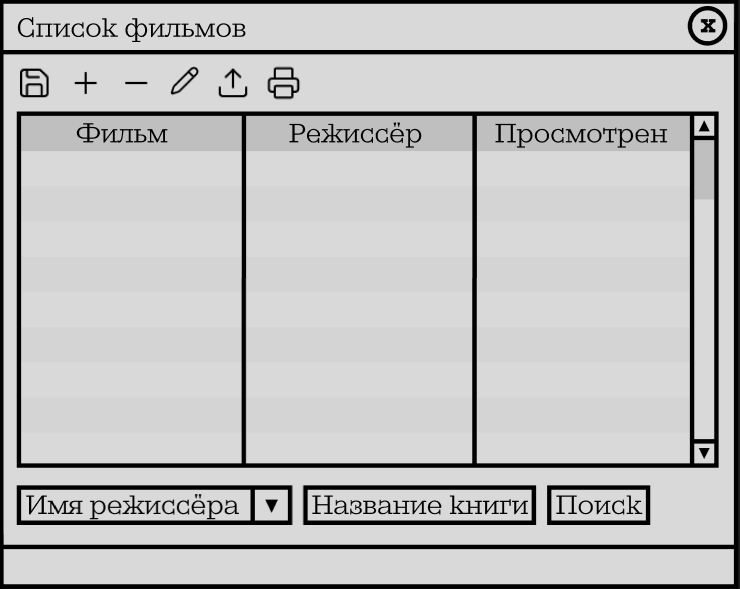 Список фильмов
x
Фильм Режиссёр Просмотрен
Имя режиссёра Название книги Поиск